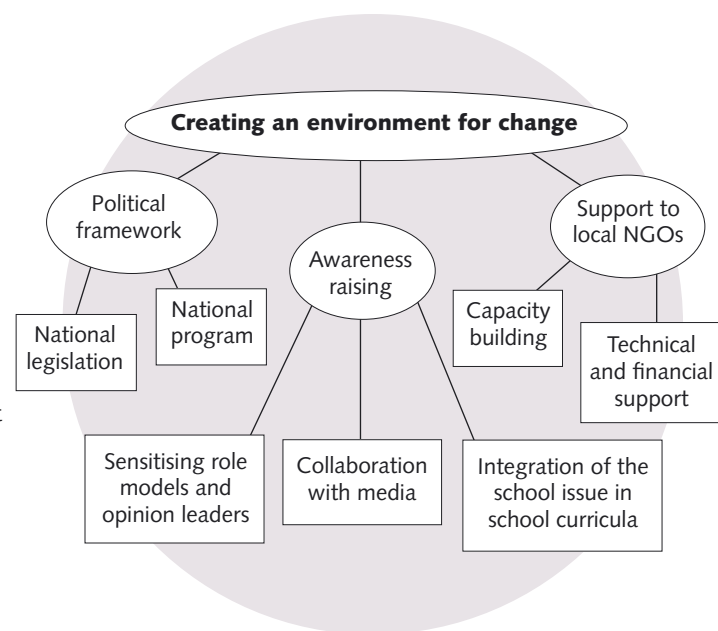 Creating an environment for change
Political
framework
Awareness
raising
Support to
local NGOs
National
legislation
National
program
Capacity
building
Technical
and financial
support
Sensitising role
models and
opinion leaders
Collaboration
with media
Integration of the
school issue in
school curricula